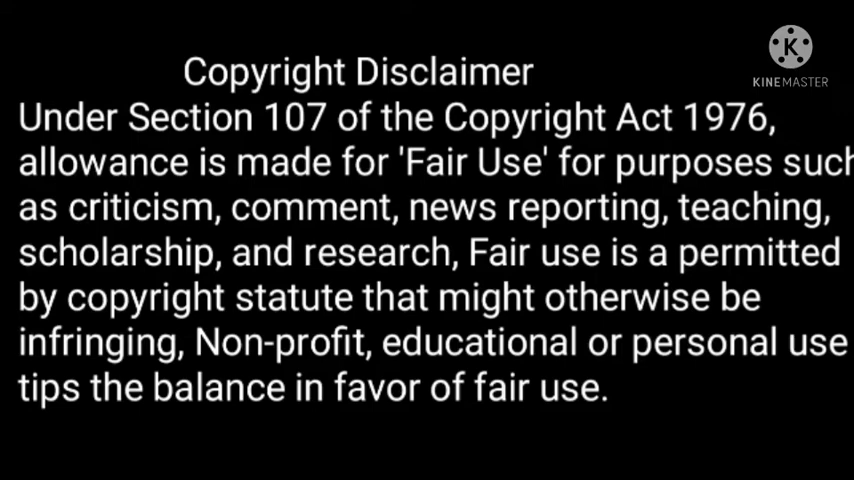 K
KINEMASTER
Copyright Disclaimer
Under Section 107 of the Copyright Act 1976,
allowance is made for 'Fair Use' for purposes such
as criticism, comment, news reporting, teaching,
scholarship, and research, Fair use is a permitted
by copyright statute that might otherwise be
infringing, Non-profit, educational or personal use
tips the balance in favor of fair use.